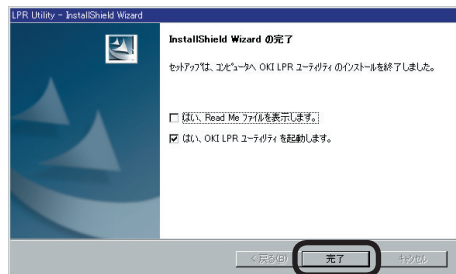 LPR Utility - InstallShield Wizard
InstallShield Wizard の完了
セットアップは、コンピュータへ OKI LPR ユーティリティ のインストールを終了しました。
はい、Read Me ファイルを表示します。
はい、OKI LPR ユーティリティ を起動します。
< 戻る(B)
完了
キャンセル